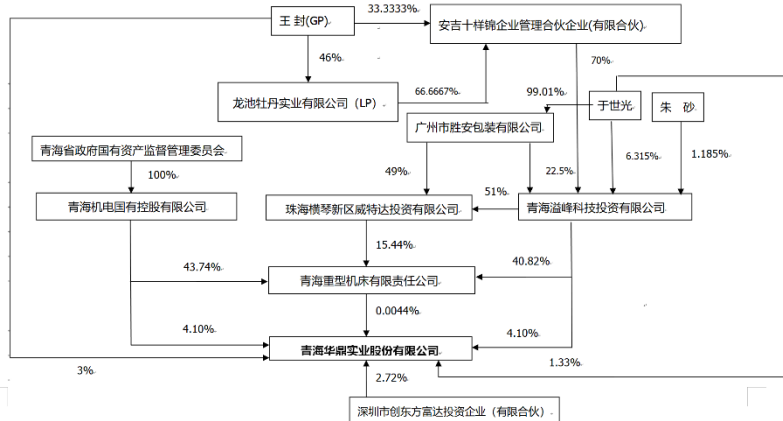 王 封(GP)
33.3333%
安吉十样锦企业管理合伙企业(有限合伙)
46%
70%
龙池牡丹实业有限公司（LP）
66.6667%
99.01%
于世光
朱 砂
广州市胜安包装有限公司
青海省政府国有资产监督管理委员会
6.315%
1.185%
100%
49%
22.5%
青海机电国有控股有限公司
珠海横琴新区威特达投资有限公司
51%
青海溢峰科技投资有限公司
15.44%
43.74%
40.82%
青海重型机床有限责任公司
0.0044%
4.10%
4.10%
青海华鼎实业股份有限公司
3%
2.72%
1.33%
深圳市创东方富达投资企业（有限合伙）